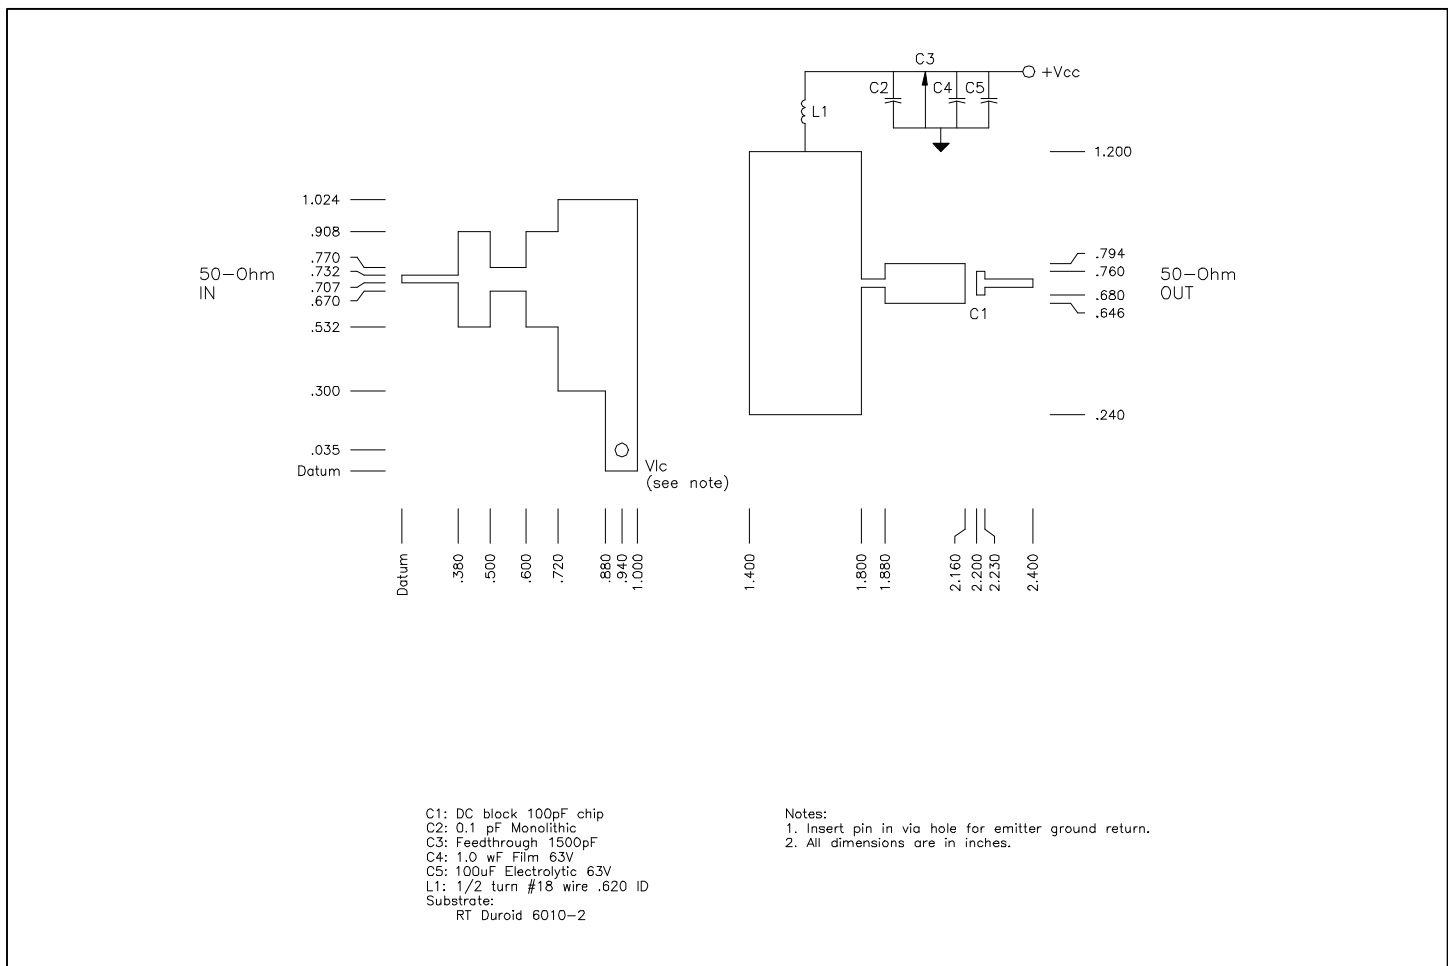 C3
+Vcc
C2
C4
C5
L1
1.200
1.024
.908
.770
.732
.707
.670
.532
.300
.035
Datum
50-Ohm
IN
.794
.760
.680
.646
.240
50-Ohm
OUT
C1
VIc
(see note)
Datum
.380
.500
.600
.720
.880
.940
1.000
1.400
1.800
1.880
2.160
2.200
2.230
2.400
C1: DC block 100pF chip
C2: 0.1 pF Monolithic
C3: Feedthrough 1500pF
C4: 1.0 wF Film 63V
C5: 100uF Electrolytic 63V
L1: 1/2 turn #18 wire .620 ID
Substrate:
RT Duroid 6010-2
Notes:
1. Insert pin in via hole for emitter ground return.
2. All dimensions are in inches.